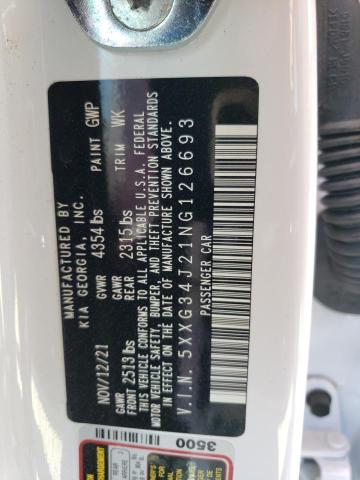 MANUFACTURED BY
KIA GEORGIA, INC.
NOV/12/21 GVWR 4354 lbs PAINT GWP
GAWR FRONT 2513 lbs GAWR REAR 2315 lbs TRIM WK
THIS VEHICLE CONFORMS TO ALL APPLICABLE U.S.A. FEDERAL
MOTOR VEHICLE SAFETY, BUMPER, AND THEFT PREVENTION STANDARDS
IN EFFECT ON THE DATE OF MANUFACTURE SHOWN ABOVE.
V.I.N. 5XXG34J21NG126693
PASSENGER CAR
3500